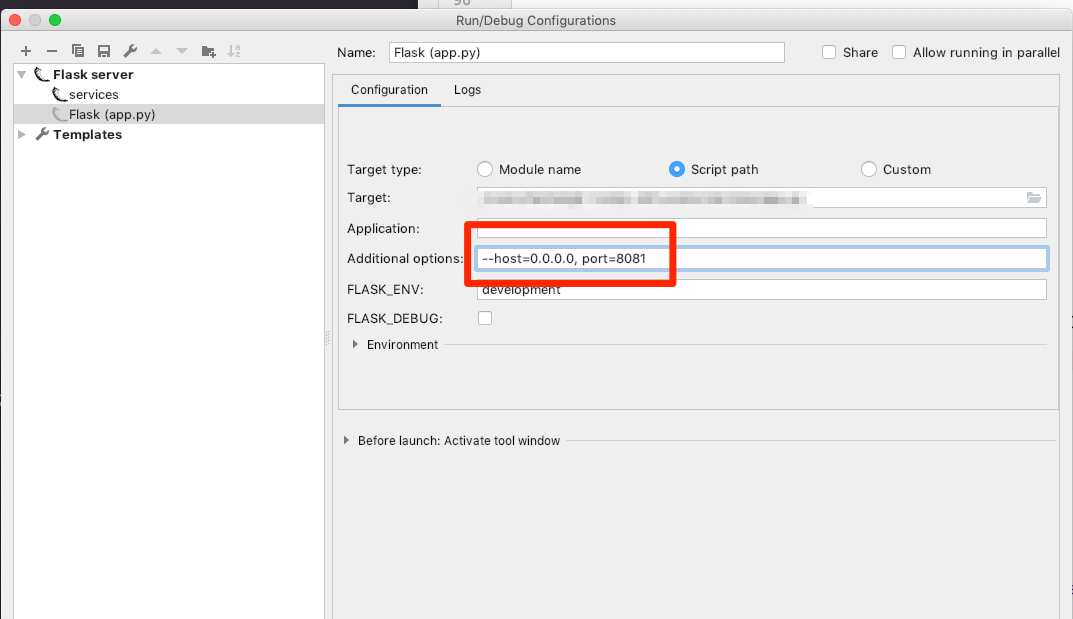 90
Run/Debug Configurations
Name: Flask (app.py) Share Allow running in parallel
Flask server
services
Flask (app.py)
Templates
Configuration Logs
Target type: Module name Script path Custom
Target:
Application:
Additional options: --host=0.0.0.0, port=8081
FLASK_ENV: development
FLASK_DEBUG:
Environment
Before launch: Activate tool window